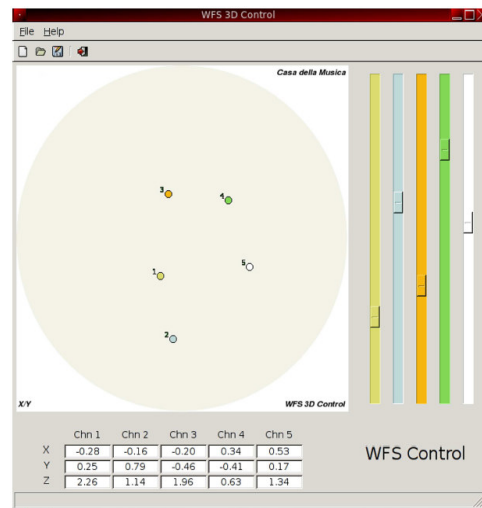 WFS 3D Control
File Help
Casa della Musica
3
4
5
1
2
X/Y
WFS 3D Control
Chn 1 Chn 2 Chn 3 Chn 4 Chn 5
X -0.28 -0.16 -0.20 0.34 0.53
Y 0.25 0.79 -0.46 -0.41 0.17
Z 2.26 1.14 1.96 0.63 1.34
WFS Control